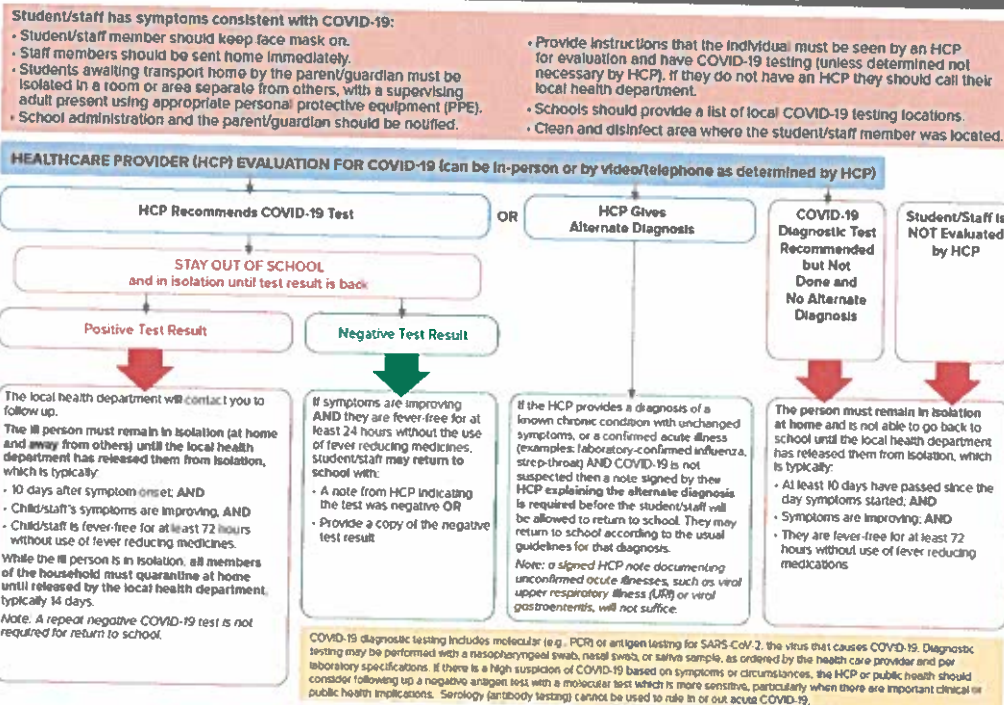 Student/staff has symptoms consistent with COVID-19:
· Student/staff member should keep face mask on.
· Staff members should be sent home immediately.
· Students awaiting transport home by the parent/guardian must be
isolated in a room or area separate from others, with a supervising
adult present using appropriate personal protective equipment (PPE).
· School administration and the parent/guardian should be notified.
· Provide instructions that the individual must be seen by an HCP
for evaluation and have COVID-19 testing (unless determined not
necessary by HCP). If they do not have an HCP they should call their
local health department.
· Schools should provide a list of local COVID-19 testing locations.
· Clean and disinfect area where the student/staff member was located.
HEALTHCARE PROVIDER (HCP) EVALUATION FOR COVID-19 (can be in-person or by video/telephone as determined by HCP)
HCP Recommends COVID-19 Test
OR
HCP Gives
Alternate Diagnosis
COVID-19
Diagnostic Test
Recommended
but Not
Done and
No Alternate
Diagnosis
Student/Staff is
NOT Evaluated
by HCP
STAY OUT OF SCHOOL
and in isolation until test result is back
Positive Test Result
Negative Test Result
The local health department will contact you to
follow up.
The ill person must remain in isolation (at home
and away from others) until the local health
department has released them from isolation,
which is typically:
· 10 days after symptom onset; AND
· Child/staff's symptoms are improving, AND
· Child/staff is fever-free for at least 72 hours
without use of fever reducing medicines.
While the ill person is in isolation, all members
of the household must quarantine at home
until released by the local health department,
typically 14 days.
Note: A repeat negative COVID-19 test is not
required for return to school.
If symptoms are improving
AND they are fever-free for at
least 24 hours without the use
of fever reducing medicines,
student/staff may return to
school with:
· A note from HCP indicating
the test was negative OR
· Provide a copy of the negative
test result
If the HCP provides a diagnosis of a
known chronic condition with unchanged
symptoms, or a confirmed acute illness
(examples: laboratory-confirmed influenza,
strep-throat) AND COVID-19 is not
suspected then a note signed by their
HCP explaining the alternate diagnosis
is required before the student/staff will
be allowed to return to school. They may
return to school according to the usual
guidelines for that diagnosis.
Note: a signed HCP note documenting
unconfirmed acute illnesses, such as viral
upper respiratory illness (URI) or viral
gastroenteritis, will not suffice.
The person must remain in isolation
at home and is not able to go back to
school until the local health department
has released them from isolation, which
is typically:
· At least 10 days have passed since the
day symptoms started; AND
· Symptoms are improving; AND
· They are fever-free for at least 72
hours without use of fever reducing
medications
COVID-19 diagnostic testing includes molecular (e.g., PCR) or antigen testing for SARS-CoV-2, the virus that causes COVID-19. Diagnostic
testing may be performed with a nasopharyngeal swab, nasal swab, or saliva sample, as ordered by the health care provider and per
laboratory specifications. If there is a high suspicion of COVID-19 based on symptoms or circumstances, the HCP or public health should
consider following up a negative antigen test with a molecular test which is more sensitive, particularly when there are important clinical or
public health implications. Serology (antibody testing) cannot be used to rule in or out acute COVID-19.